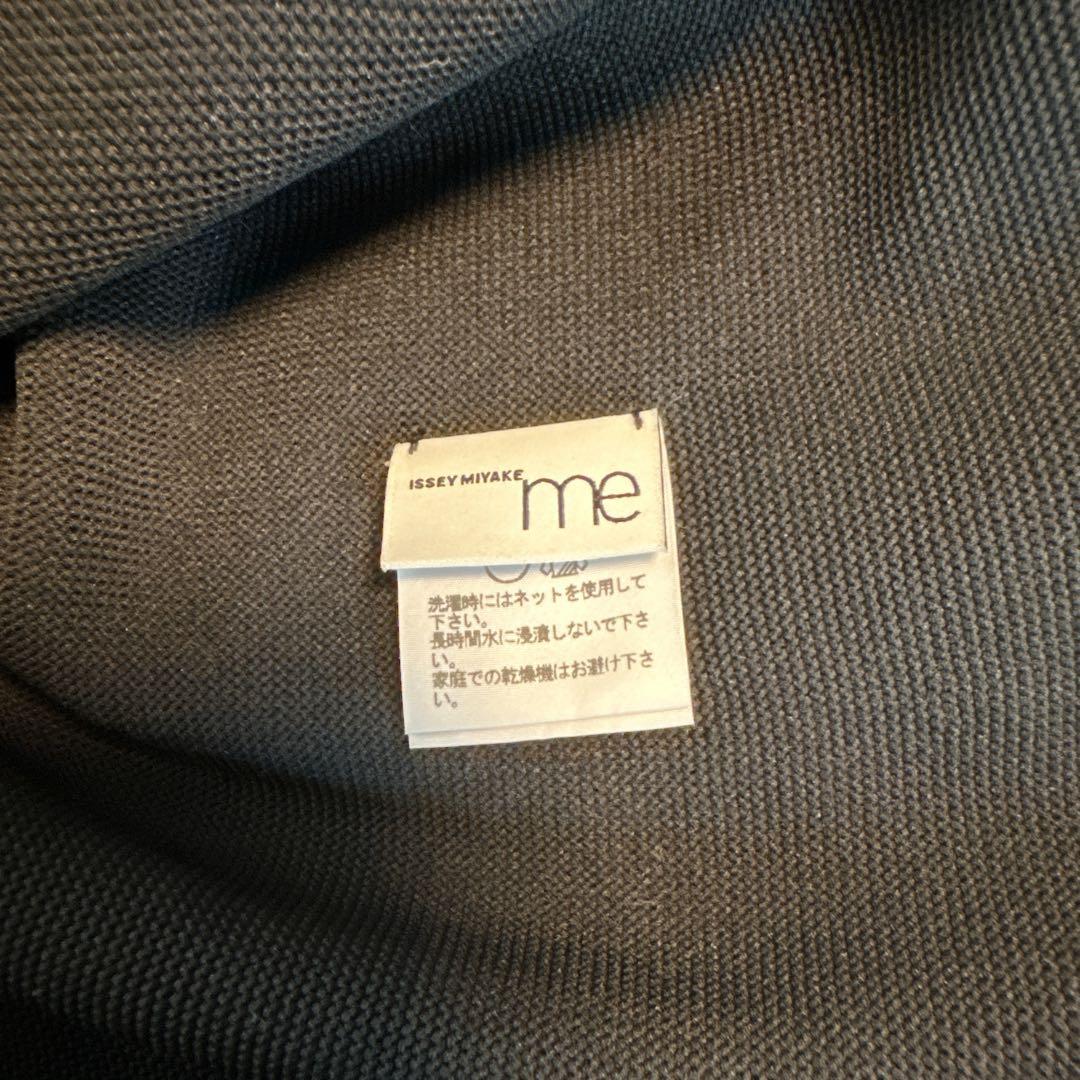 ISSEY MIYAKE me
洗濯時にはネットを使用して
下さい。
長時間水に浸漬しないで下さ
い。
家庭での乾燥機はお避け下さ
い。